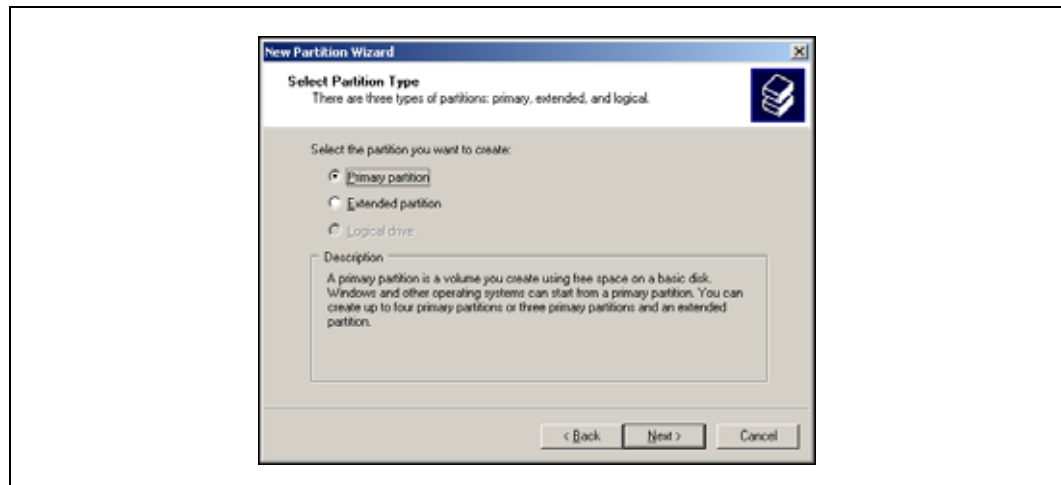 New Partition Wizard
Select Partition Type
There are three types of partitions: primary, extended, and logical.
Select the partition you want to create:
Primary partition
Extended partition
Logical drive
Description
A primary partition is a volume you create using free space on a basic disk.
Windows and other operating systems can start from a primary partition. You can
create up to four primary partitions or three primary partitions and an extended
partition.
< Back
Next >
Cancel